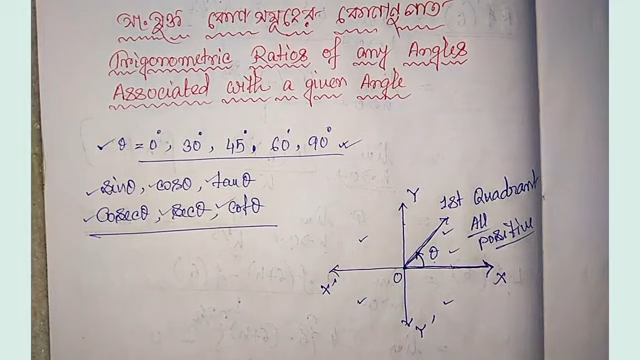 কোণ সমূহের কোণানুপাত
Trigonometric Ratios of any Angles
Associated with a given Angle
θ = 0°, 30°, 45°, 60°, 90°
sinθ, cosθ, tanθ
Cosecθ, secθ, cotθ
Y
1st Quadrant
All
positive
θ
X' O X
Y'